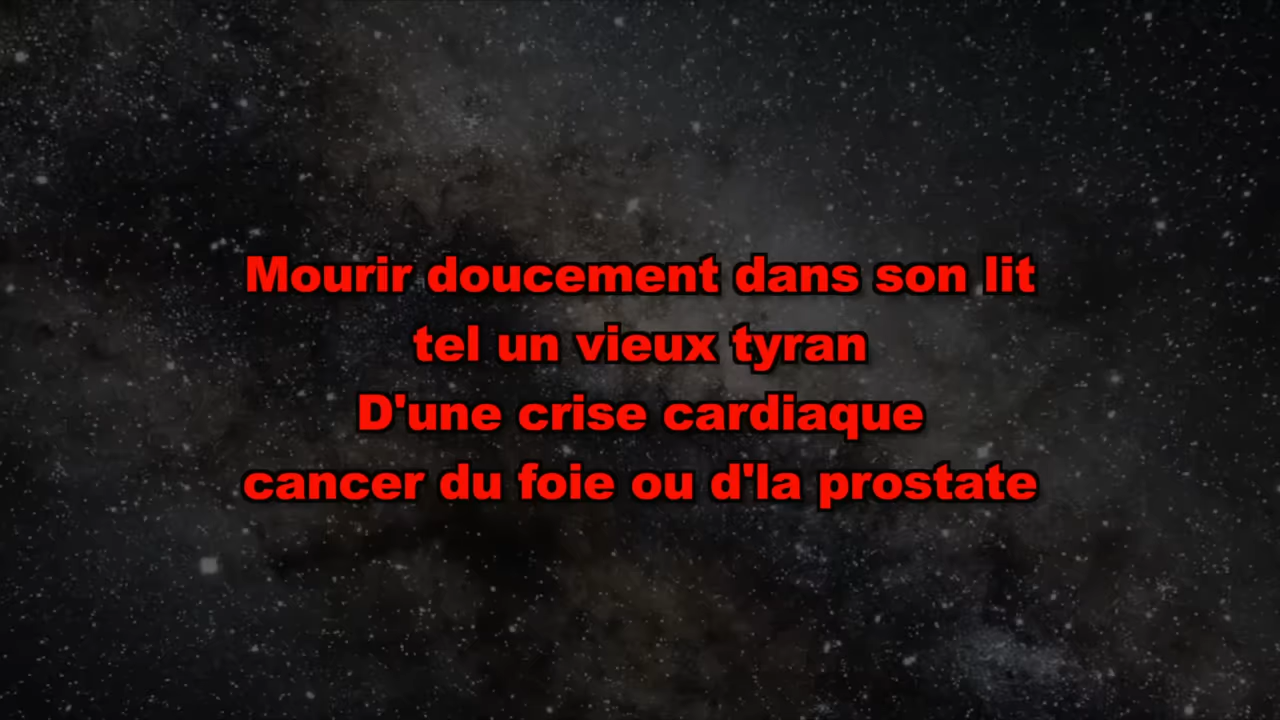 Mourir doucement dans son lit
tel un vieux tyran
D'une crise cardiaque
cancer du foie ou d'la prostate